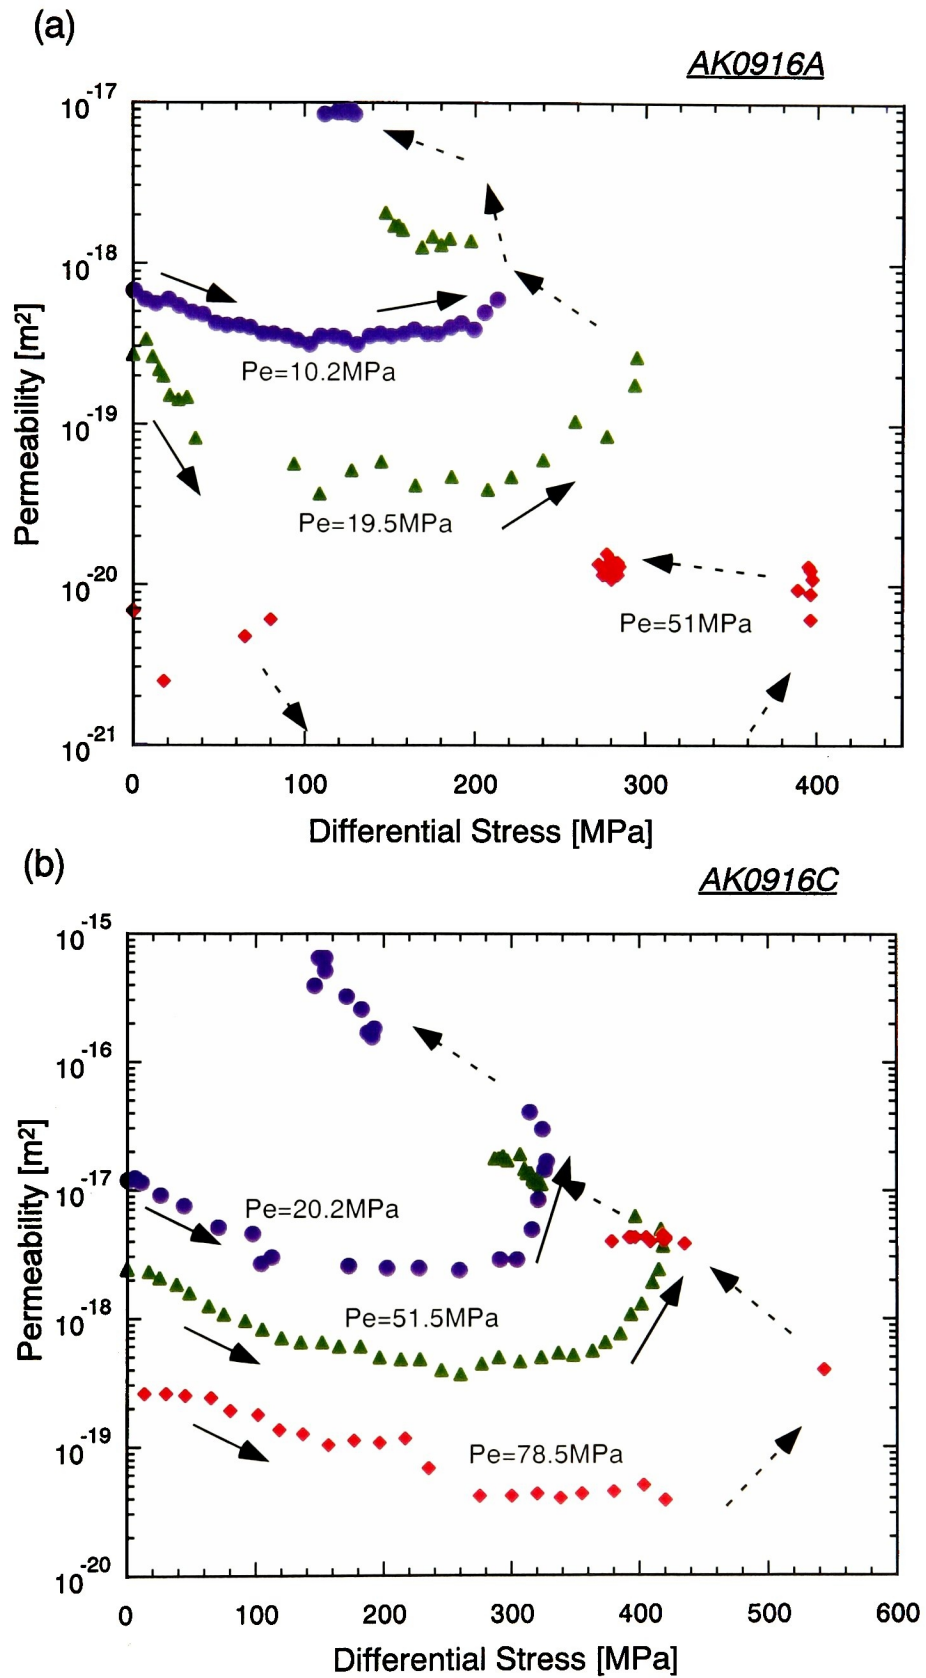 (a)
AK0916A
10-17
10-18
10-19
10-20
10-21
Permeability [m2]
Pe=10.2MPa
Pe=19.5MPa
Pe=51MPa
0 100 200 300 400
Differential Stress [MPa]
(b)
AK0916C
10-15
10-16
10-17
10-18
10-19
10-20
Permeability [m2]
Pe=20.2MPa
Pe=51.5MPa
Pe=78.5MPa
0 100 200 300 400 500 600
Differential Stress [MPa]